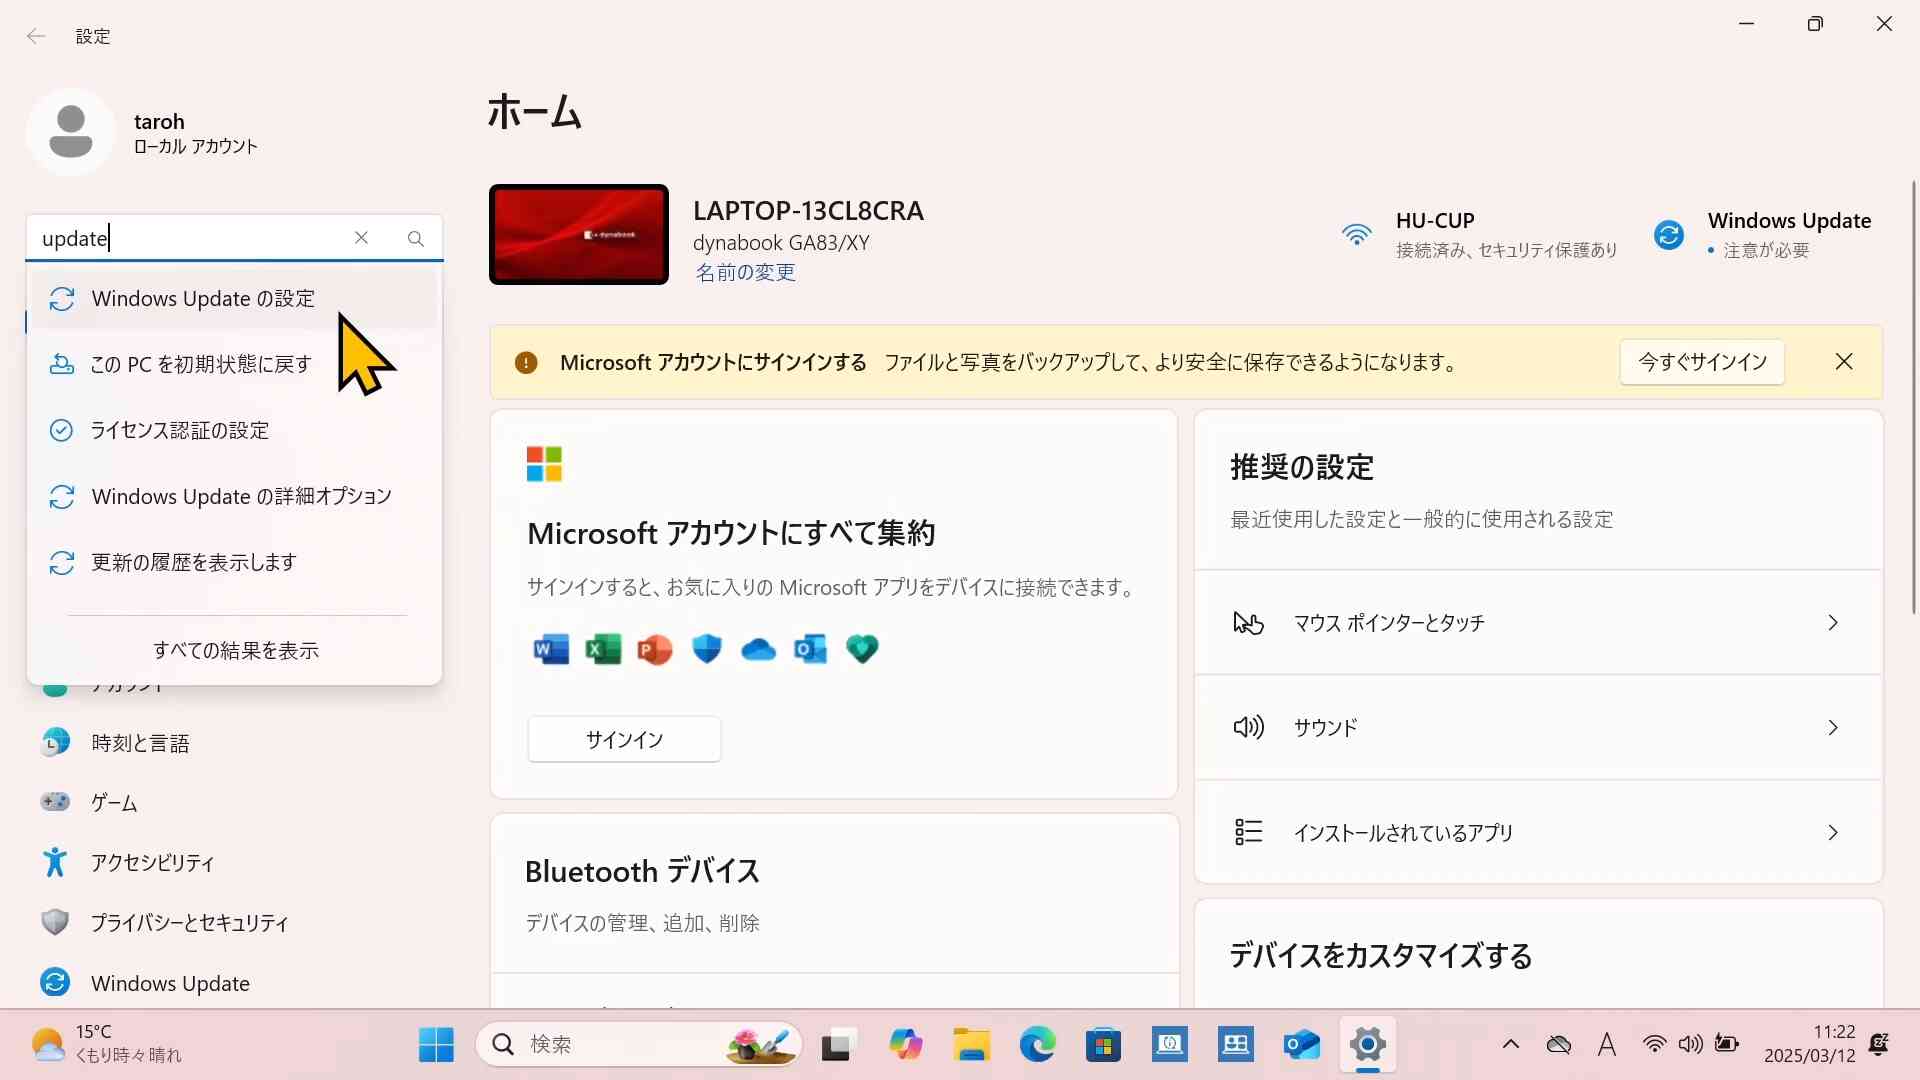 設定
taroh
ローカル アカウント
update
Windows Update の設定
この PC を初期状態に戻す
ライセンス認証の設定
Windows Update の詳細オプション
更新の履歴を表示します
すべての結果を表示
アカウント
時刻と言語
ゲーム
アクセシビリティ
プライバシーとセキュリティ
Windows Update
ホーム
dynabook
LAPTOP-13CL8CRA
dynabook GA83/XY
名前の変更
HU-CUP
接続済み、セキュリティ保護あり
Windows Update
• 注意が必要
Microsoft アカウントにサインインする ファイルと写真をバックアップして、より安全に保存できるようになります。
今すぐサインイン
Microsoft アカウントにすべて集約
サインインすると、お気に入りの Microsoft アプリをデバイスに接続できます。
サインイン
Bluetooth デバイス
デバイスの管理、追加、削除
推奨の設定
最近使用した設定と一般的に使用される設定
マウス ポインターとタッチ
サウンド
インストールされているアプリ
デバイスをカスタマイズする
15°C
くもり時々晴れ
検索
A
11:22
2025/03/12